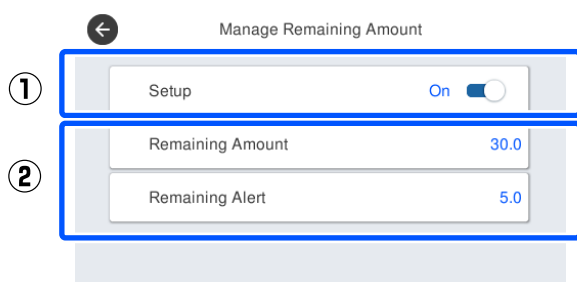 Manage Remaining Amount
① Setup On
② Remaining Amount 30.0
Remaining Alert 5.0